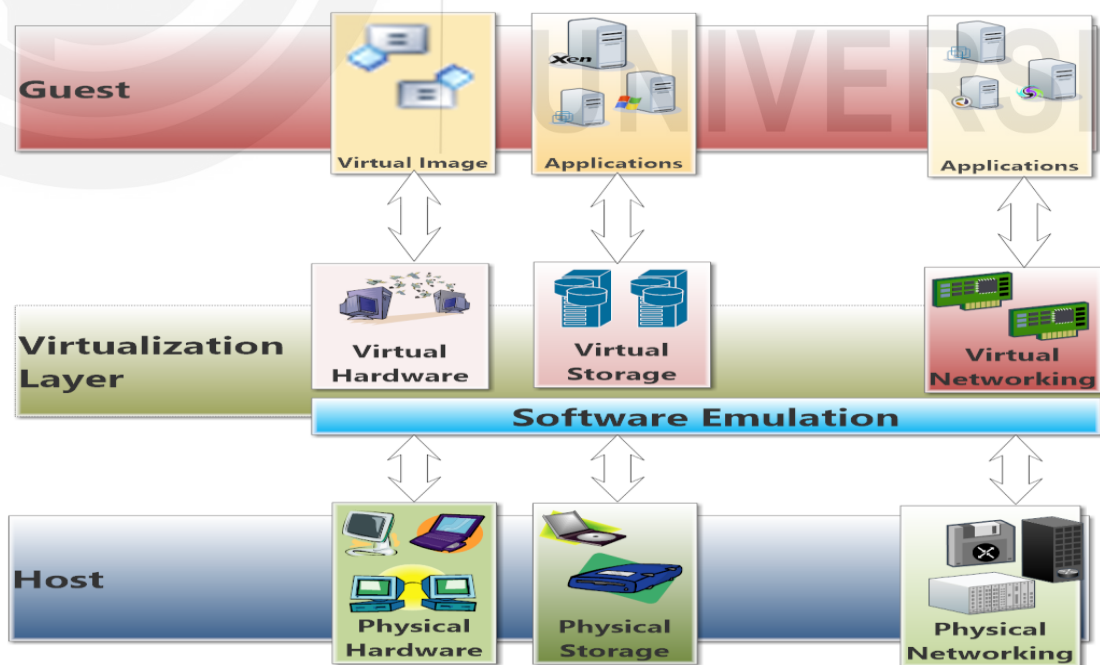 UNIVERSI
Guest
Xen
Virtual Image
Applications
Applications
Virtualization
Layer
Virtual
Hardware
Virtual
Storage
Virtual
Networking
Software Emulation
Host
Physical
Hardware
Physical
Storage
Physical
Networking